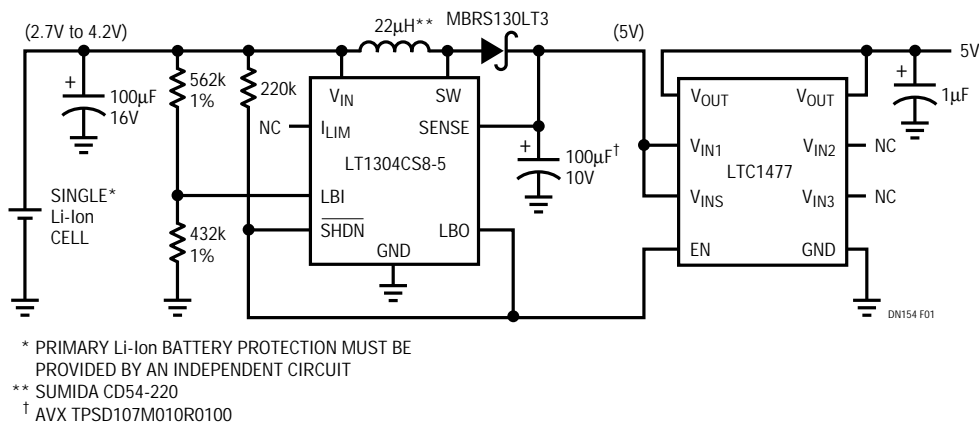 (2.7V to 4.2V)
22µH**
MBRS130LT3
(5V)
5V
+
100µF
16V
562k
1%
220k
VIN
SW
NC
ILIM
SENSE
LT1304CS8-5
+
100µF†
10V
LBI
SHDN
LBO
GND
432k
1%
SINGLE*
Li-Ion
CELL
VOUT
VOUT
+
1µF
VIN1
VIN2
NC
LTC1477
VINS
VIN3
NC
EN
GND
DN154 F01
* PRIMARY Li-Ion BATTERY PROTECTION MUST BE
PROVIDED BY AN INDEPENDENT CIRCUIT
** SUMIDA CD54-220
† AVX TPSD107M010R0100